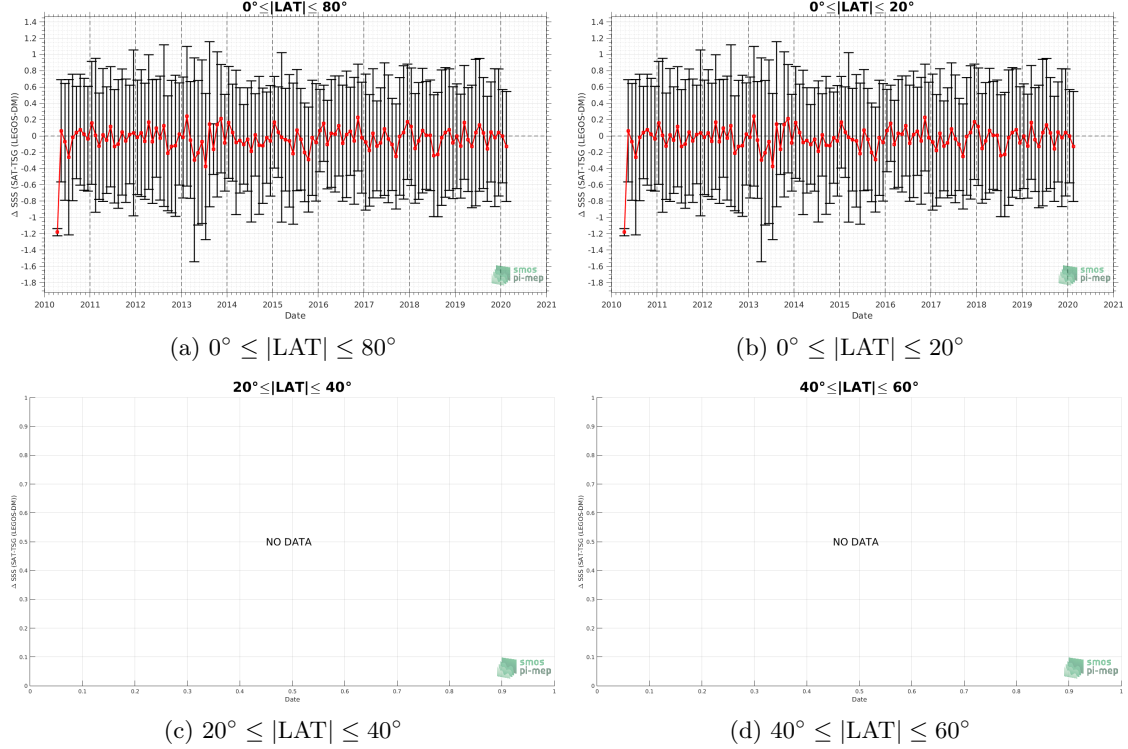 0°≤|LAT|≤ 80°
1.4
1.2
1
0.8
0.6
0.4
0.2
0
-0.2
-0.4
-0.6
-0.8
-1
-1.2
-1.4
-1.6
-1.8
Δ SSS (SAT-TSG (LEGOS-DM))
smos
pi-mep
2010 2011 2012 2013 2014 2015 2016 2017 2018 2019 2020 2021
Date
(a) 0° ≤ |LAT| ≤ 80°
0°≤|LAT|≤ 20°
1.4
1.2
1
0.8
0.6
0.4
0.2
0
-0.2
-0.4
-0.6
-0.8
-1
-1.2
-1.4
-1.6
-1.8
Δ SSS (SAT-TSG (LEGOS-DM))
smos
pi-mep
2010 2011 2012 2013 2014 2015 2016 2017 2018 2019 2020 2021
Date
(b) 0° ≤ |LAT| ≤ 20°
20°≤|LAT|≤ 40°
1
0.9
0.8
0.7
0.6
0.5
0.4
0.3
0.2
0.1
0
Δ SSS (SAT-TSG (LEGOS-DM))
NO DATA
smos
pi-mep
0 0.1 0.2 0.3 0.4 0.5 0.6 0.7 0.8 0.9 1
Date
(c) 20° ≤ |LAT| ≤ 40°
40°≤|LAT|≤ 60°
1
0.9
0.8
0.7
0.6
0.5
0.4
0.3
0.2
0.1
0
Δ SSS (SAT-TSG (LEGOS-DM))
NO DATA
smos
pi-mep
0 0.1 0.2 0.3 0.4 0.5 0.6 0.7 0.8 0.9 1
Date
(d) 40° ≤ |LAT| ≤ 60°